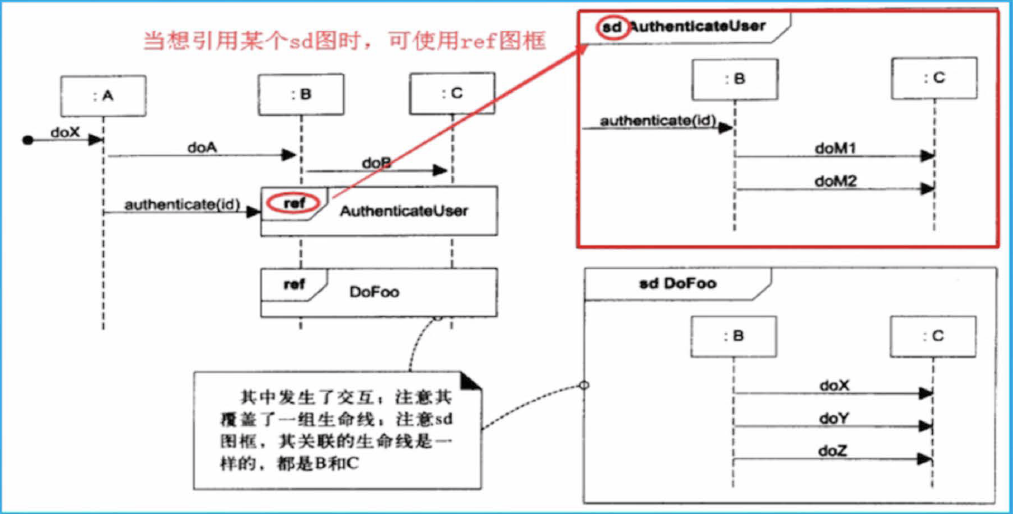 当想引用某个sd图时，可使用ref图框
: A
: B
: C
doX
doA
doB
authenticate(id)
ref
AuthenticateUser
ref
DoFoo
其中发生了交互；注意其
覆盖了一组生命线；注意sd
图框，其关联的生命线是一
样的，都是B和C
sd AuthenticateUser
: B
: C
authenticate(id)
doM1
doM2
sd DoFoo
: B
: C
doX
doY
doZ